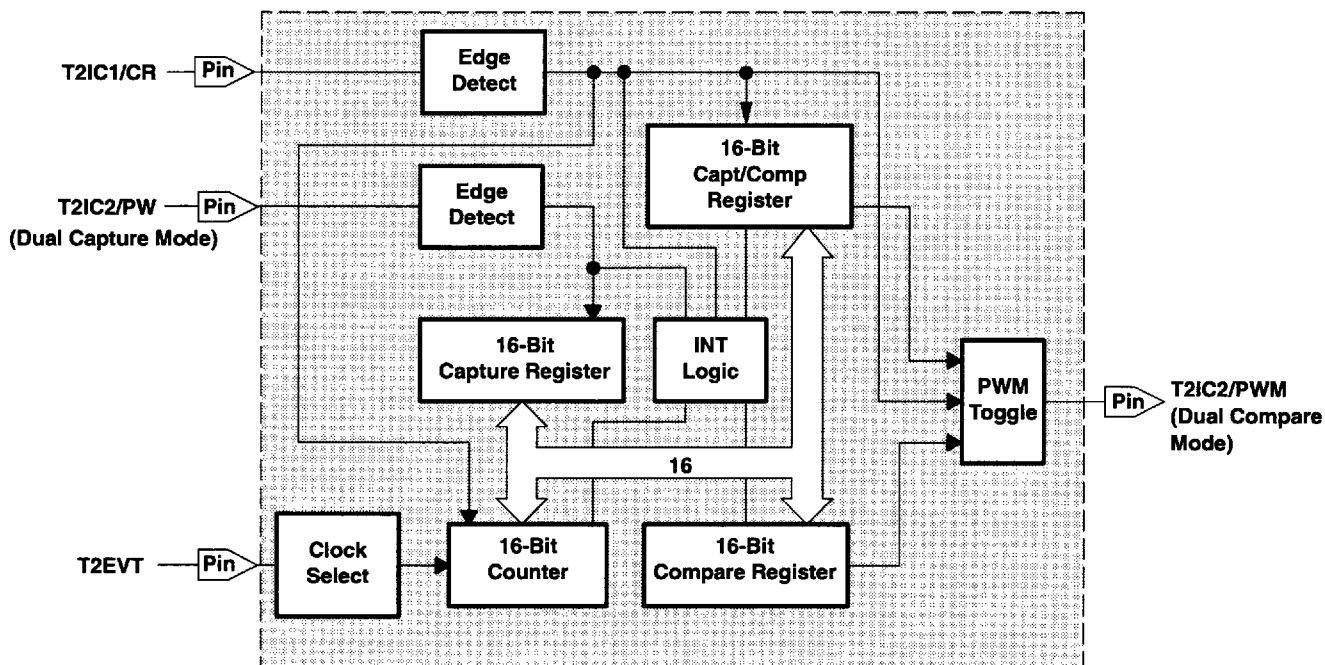 T2IC1/CR
Pin
Edge
Detect
16-Bit
Capt/Comp
Register
T2IC2/PW
(Dual Capture Mode)
Pin
Edge
Detect
16-Bit
Capture Register
INT
Logic
PWM
Toggle
Pin
T2IC2/PWM
(Dual Compare
Mode)
16
T2EVT
Pin
Clock
Select
16-Bit
Counter
16-Bit
Compare Register